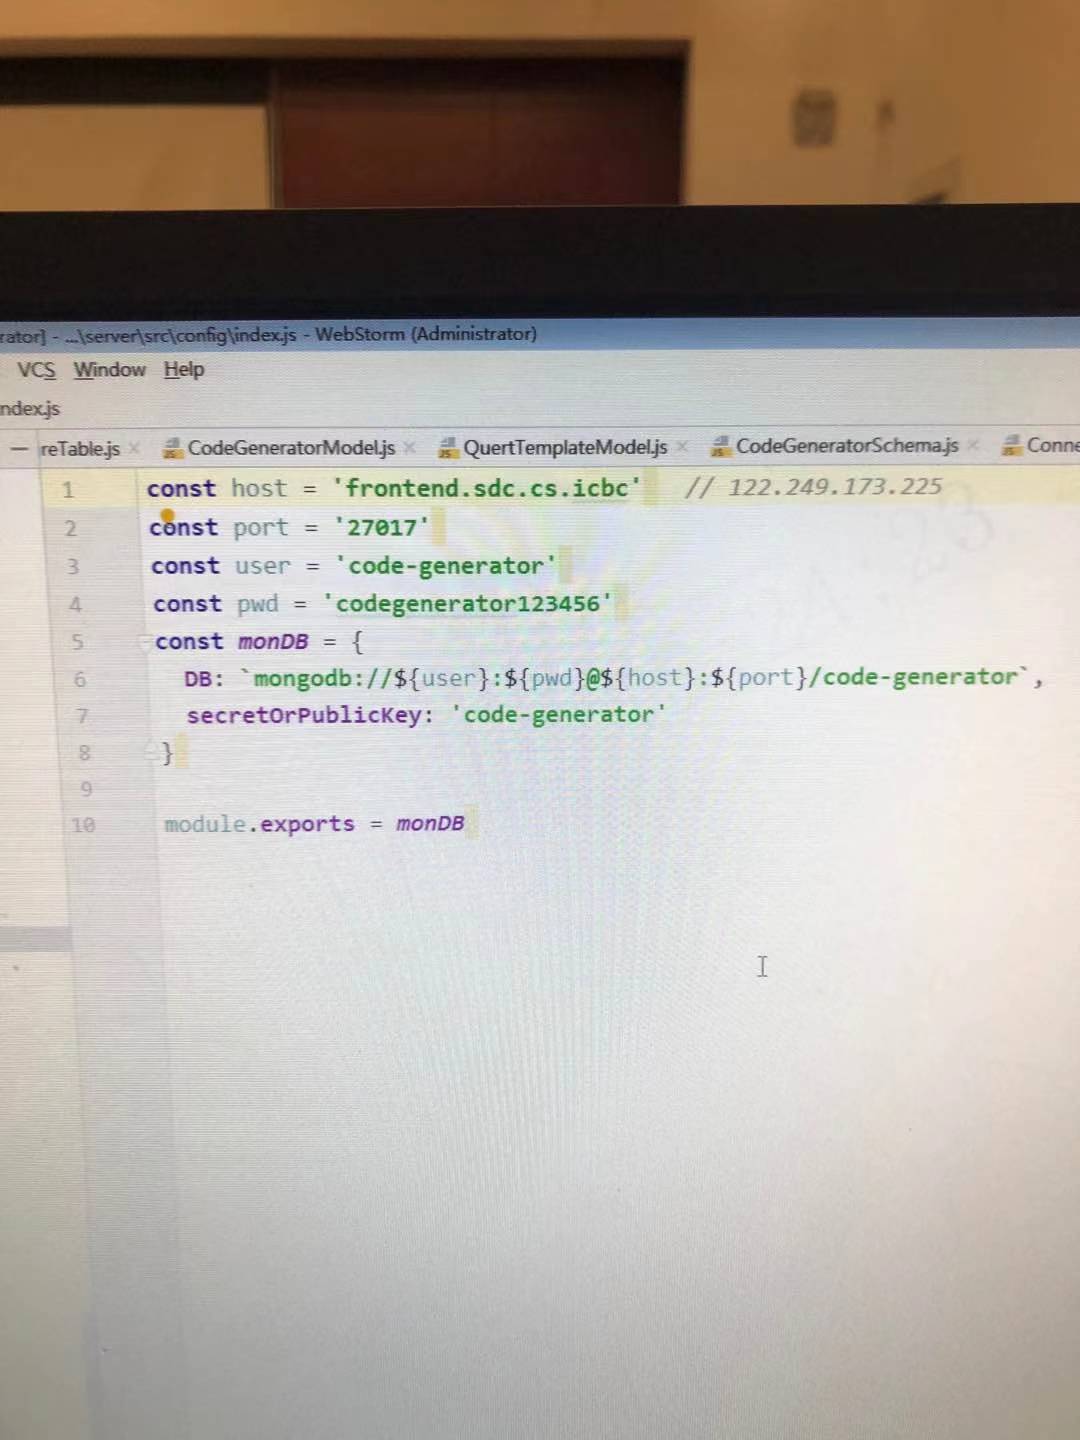 rator] - ...\server\src\config\index.js - WebStorm (Administrator)
VCS Window Help
ndex.js
reTable.js CodeGeneratorModel.js QuertTemplateModel.js CodeGeneratorSchema.js Conne
1 const host = 'frontend.sdc.cs.icbc' // 122.249.173.225
2 const port = '27017'
3 const user = 'code-generator'
4 const pwd = 'codegenerator123456'
5 const monDB = {
6 DB: `mongodb://${user}:${pwd}@${host}:${port}/code-generator`,
7 secretOrPublicKey: 'code-generator'
8 }
9
10 module.exports = monDB